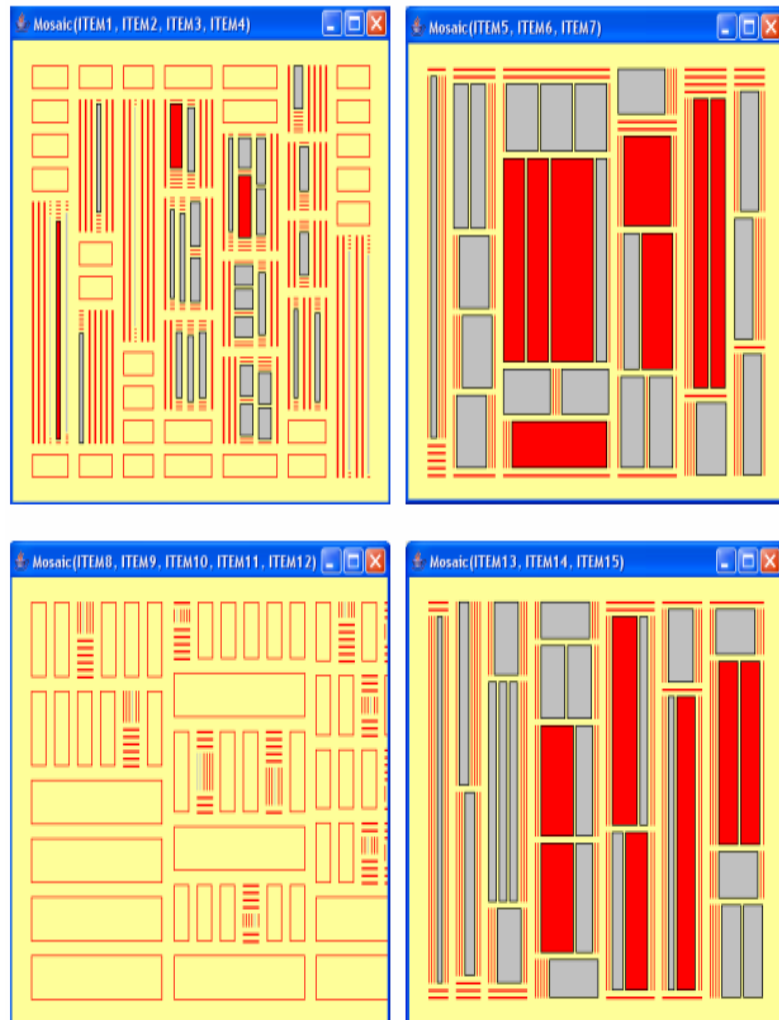 Mosaic(ITEM1, ITEM2, ITEM3, ITEM4)
Mosaic(ITEM5, ITEM6, ITEM7)
Mosaic(ITEM8, ITEM9, ITEM10, ITEM11, ITEM12)
Mosaic(ITEM13, ITEM14, ITEM15)